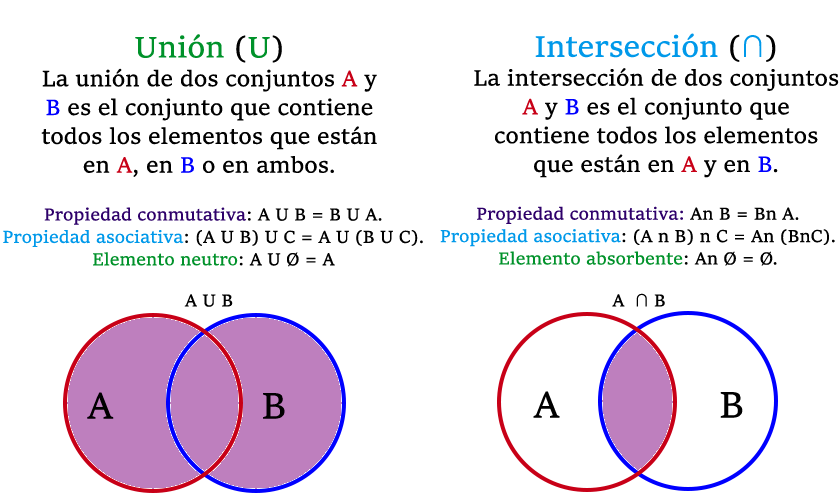 Unión (U)
La unión de dos conjuntos A y
B es el conjunto que contiene
todos los elementos que están
en A, en B o en ambos.
Propiedad conmutativa: A U B = B U A.
Propiedad asociativa: (A U B) U C = A U (B U C).
Elemento neutro: A U Ø = A
A U B
A
B
Intersección (∩)
La intersección de dos conjuntos
A y B es el conjunto que
contiene todos los elementos
que están en A y en B.
Propiedad conmutativa: An B = Bn A.
Propiedad asociativa: (A n B) n C = An (BnC).
Elemento absorbente: An Ø = Ø.
A ∩ B
A
B